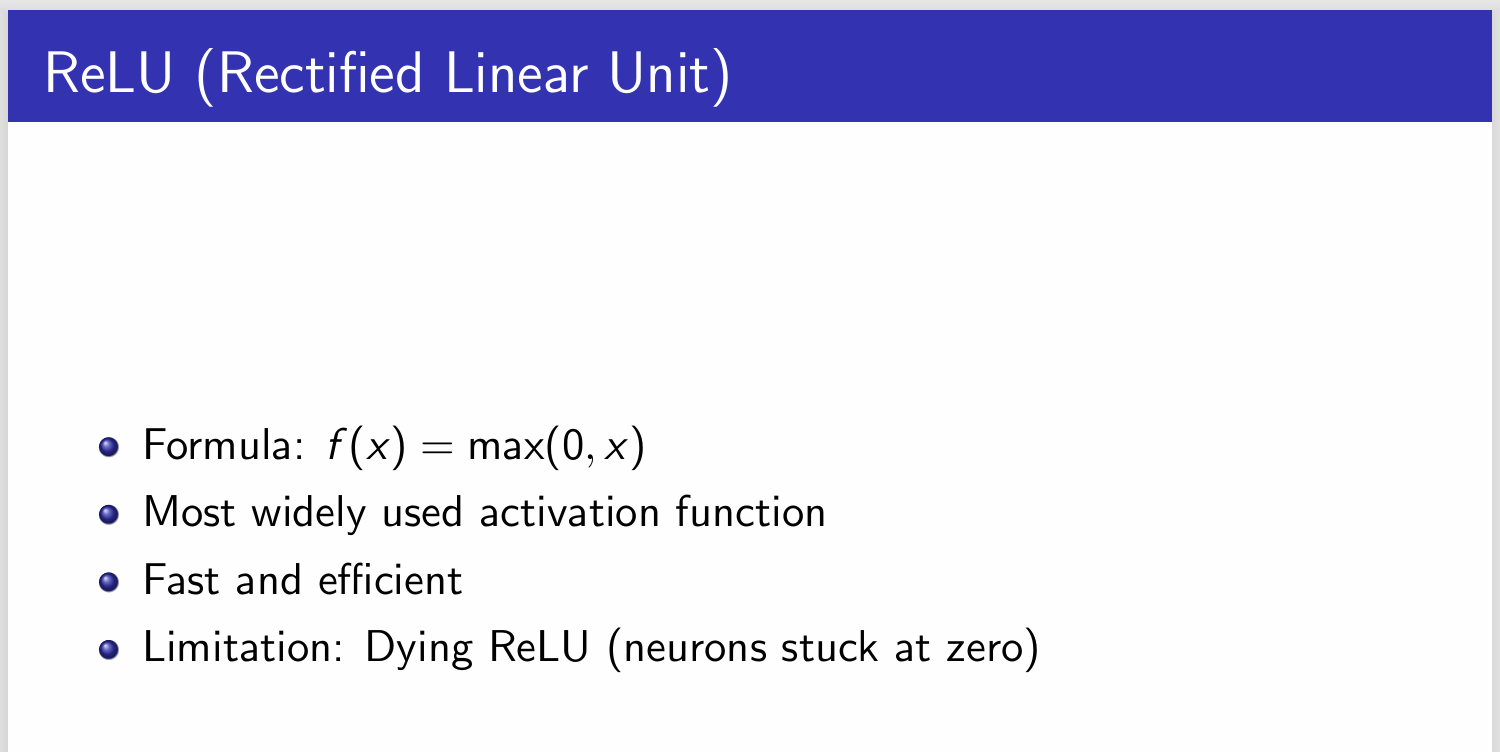 ReLU (Rectified Linear Unit)
Formula: f(x) = max(0, x)
Most widely used activation function
Fast and efficient
Limitation: Dying ReLU (neurons stuck at zero)